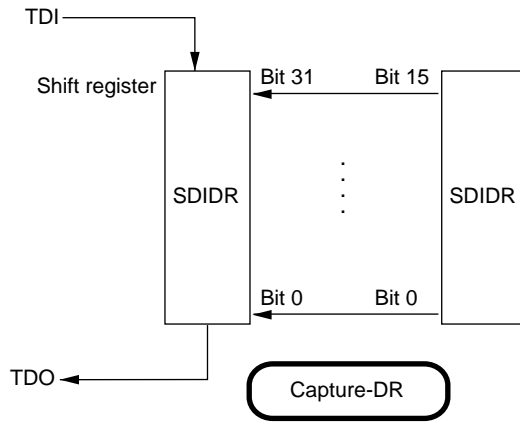 TDI
Shift register
Bit 31 Bit 15
SDIDR SDIDR
Bit 0 Bit 0
TDO
Capture-DR